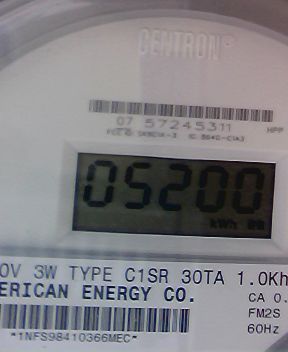 CENTRON®
07 57245311
HPP
05200
kWh
0V 3W TYPE C1SR 30TA 1.0Kh
ERICAN ENERGY CO.
CA 0.
FM2S
60Hz
*1NFS98410366MEC*